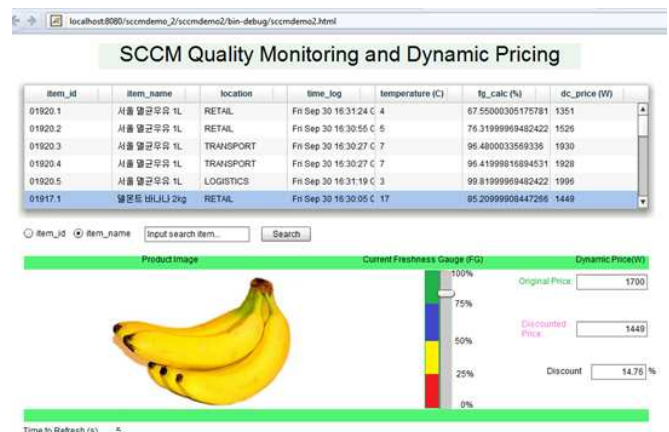 localhost:8080/sccmdemo_2/sccmdemo2/bin-debug/sccmdemo2.html
SCCM Quality Monitoring and Dynamic Pricing
item_id item_name location time_log temperature (C) fg_calc (%) dc_price (W)
01920.1 서울 멸균우유 1L RETAIL Fri Sep 30 16:31:24 G 4 67.55000305175781 1351
01920.2 서울 멸균우유 1L RETAIL Fri Sep 30 16:30:55 G 5 76.31999969482422 1526
01920.3 서울 멸균우유 1L TRANSPORT Fri Sep 30 16:30:27 G 7 96.4800033569336 1930
01920.4 서울 멸균우유 1L TRANSPORT Fri Sep 30 16:30:27 G 7 96.41999816894531 1928
01920.5 서울 멸균우유 1L LOGISTICS Fri Sep 30 16:31:19 G 3 99.81999969482422 1996
01917.1 델몬트 바나나 2kg RETAIL Fri Sep 30 16:30:05 G 17 85.20999908447266 1449
item_id item_name Input search item... Search
Product Image Current Freshness Gauge (FG) Dynamic Price(W)
100%
Original Price: 1700
75%
Discounted Price: 1449
50%
Discount 14.76 %
25%
0%
Time to Refresh (s) 5